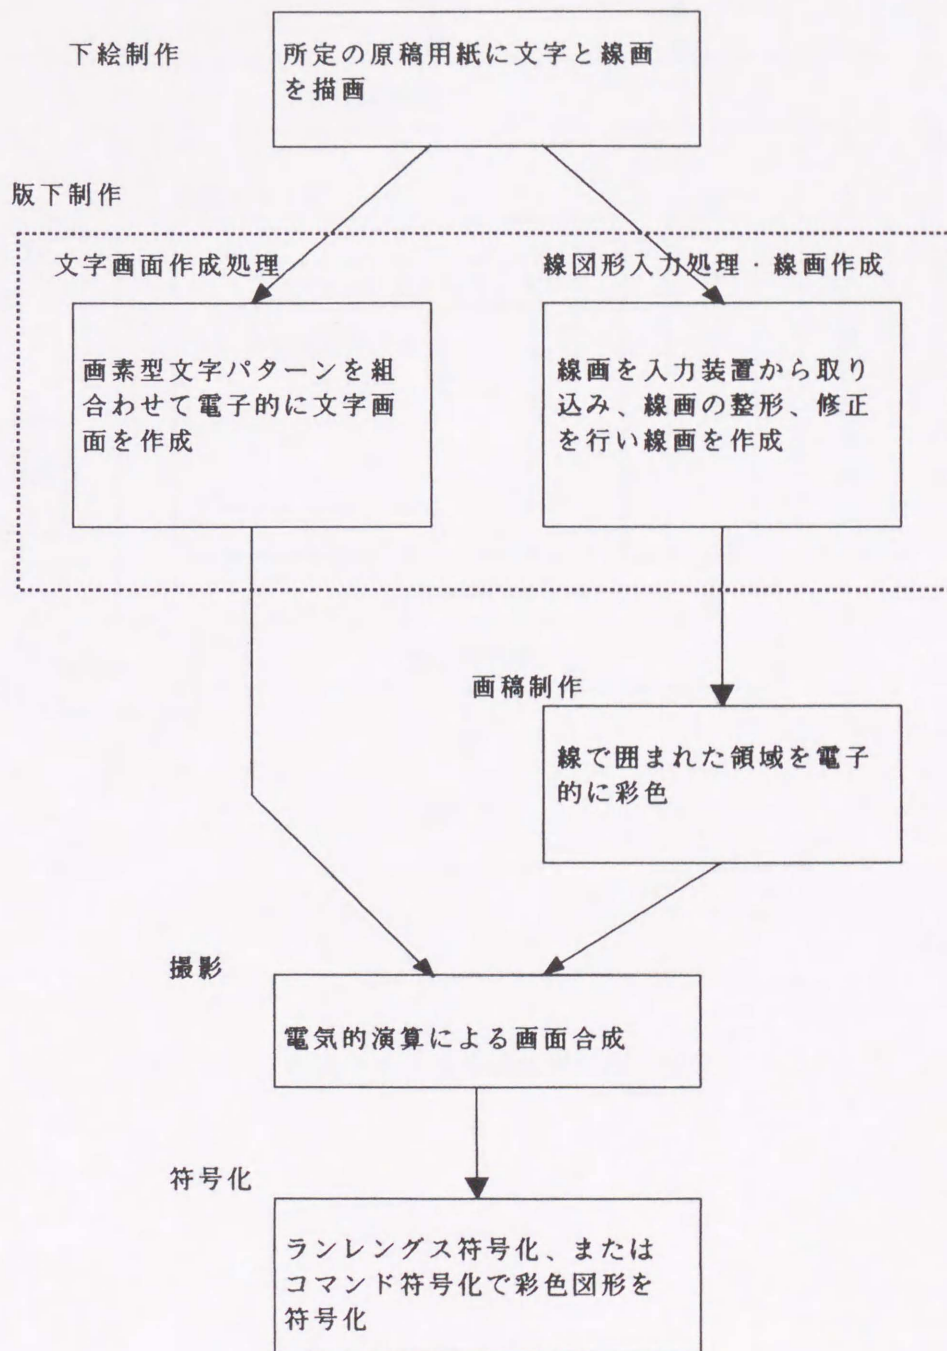 下絵制作
所定の原稿用紙に文字と線画
を描画
版下制作
文字画面作成処理
画素型文字パターンを組
合わせて電子的に文字画
面を作成
線図形入力処理・線画作成
線画を入力装置から取り
込み、線画の整形、修正
を行い線画を作成
画稿制作
線で囲まれた領域を電子
的に彩色
撮影
電気的演算による画面合成
符号化
ランレングス符号化、または
コマンド符号化で彩色図形を
符号化